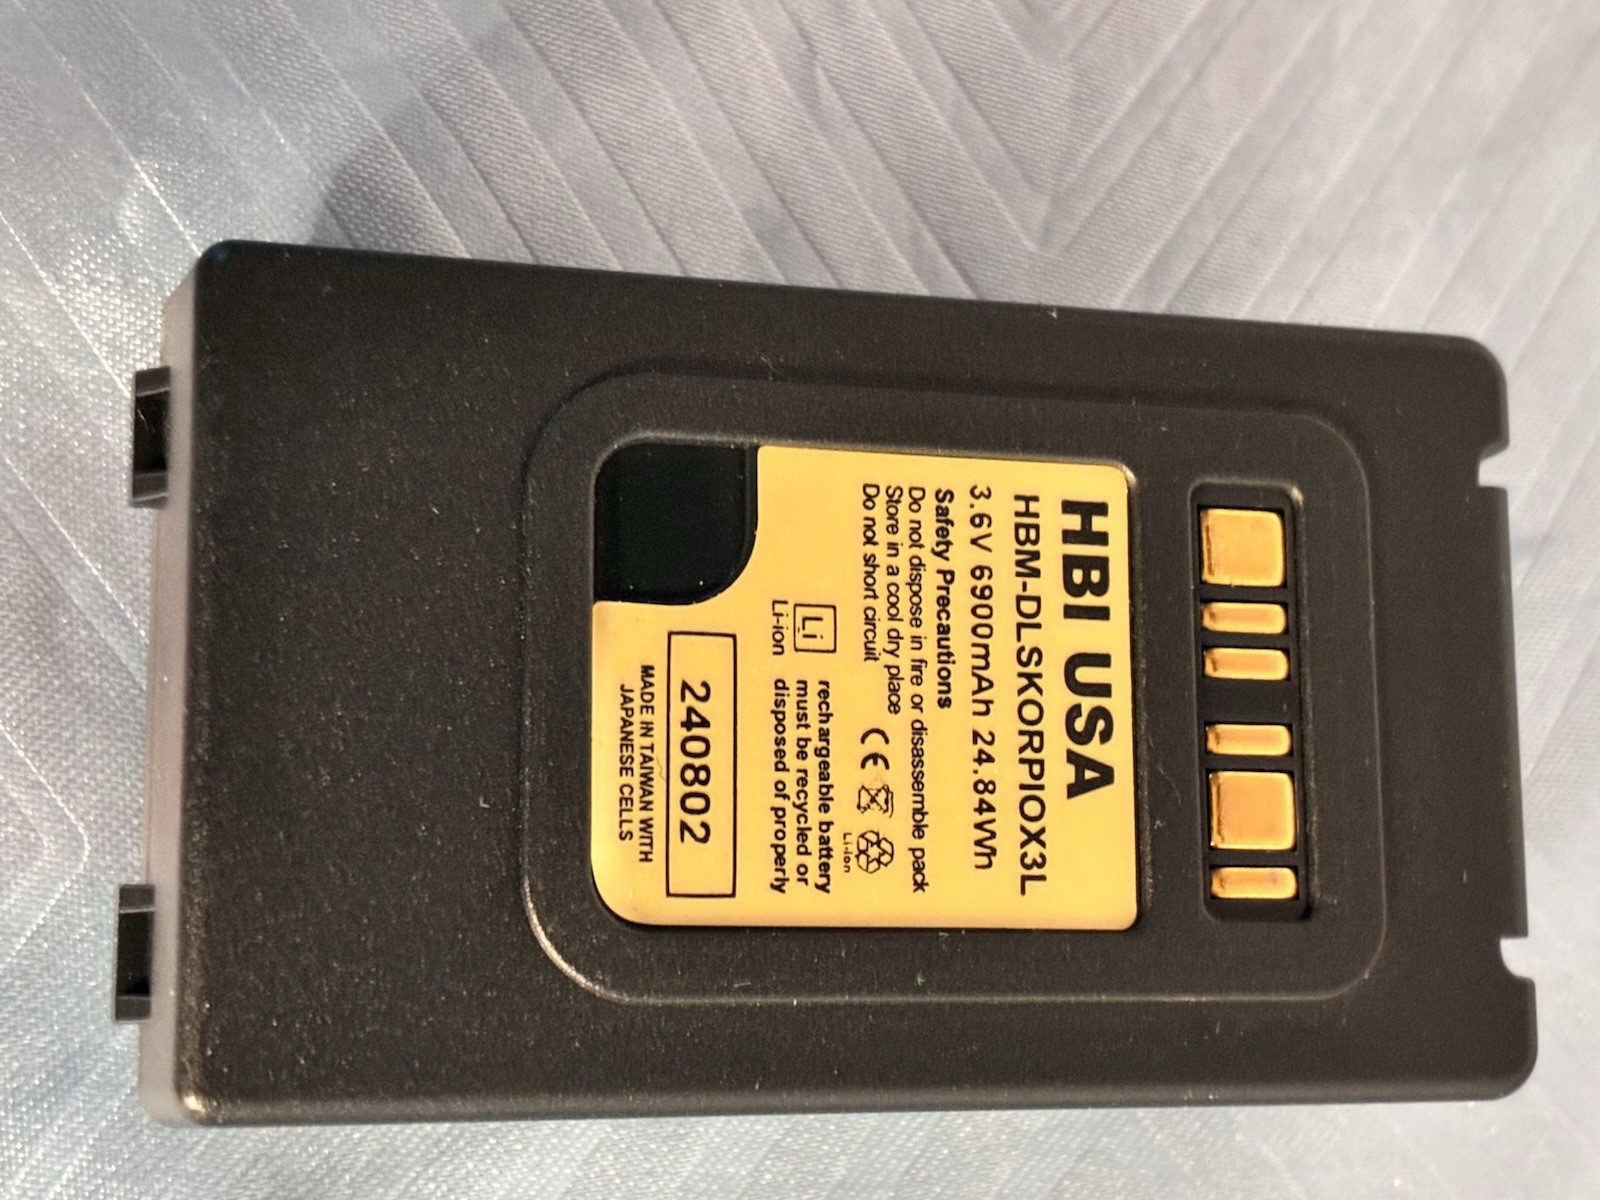 HBI USA
HBM-DLSKORPIOX3L
3.6V 6900mAh 24.84Wh
Safety Precautions
Do not dispose in fire or disassemble pack
Store in a cool dry place
Do not short circuit
CE
Li-ion
Li
Li-ion
rechargeable battery
must be recycled or
disposed of properly
240802
MADE IN TAIWAN WITH
JAPANESE CELLS